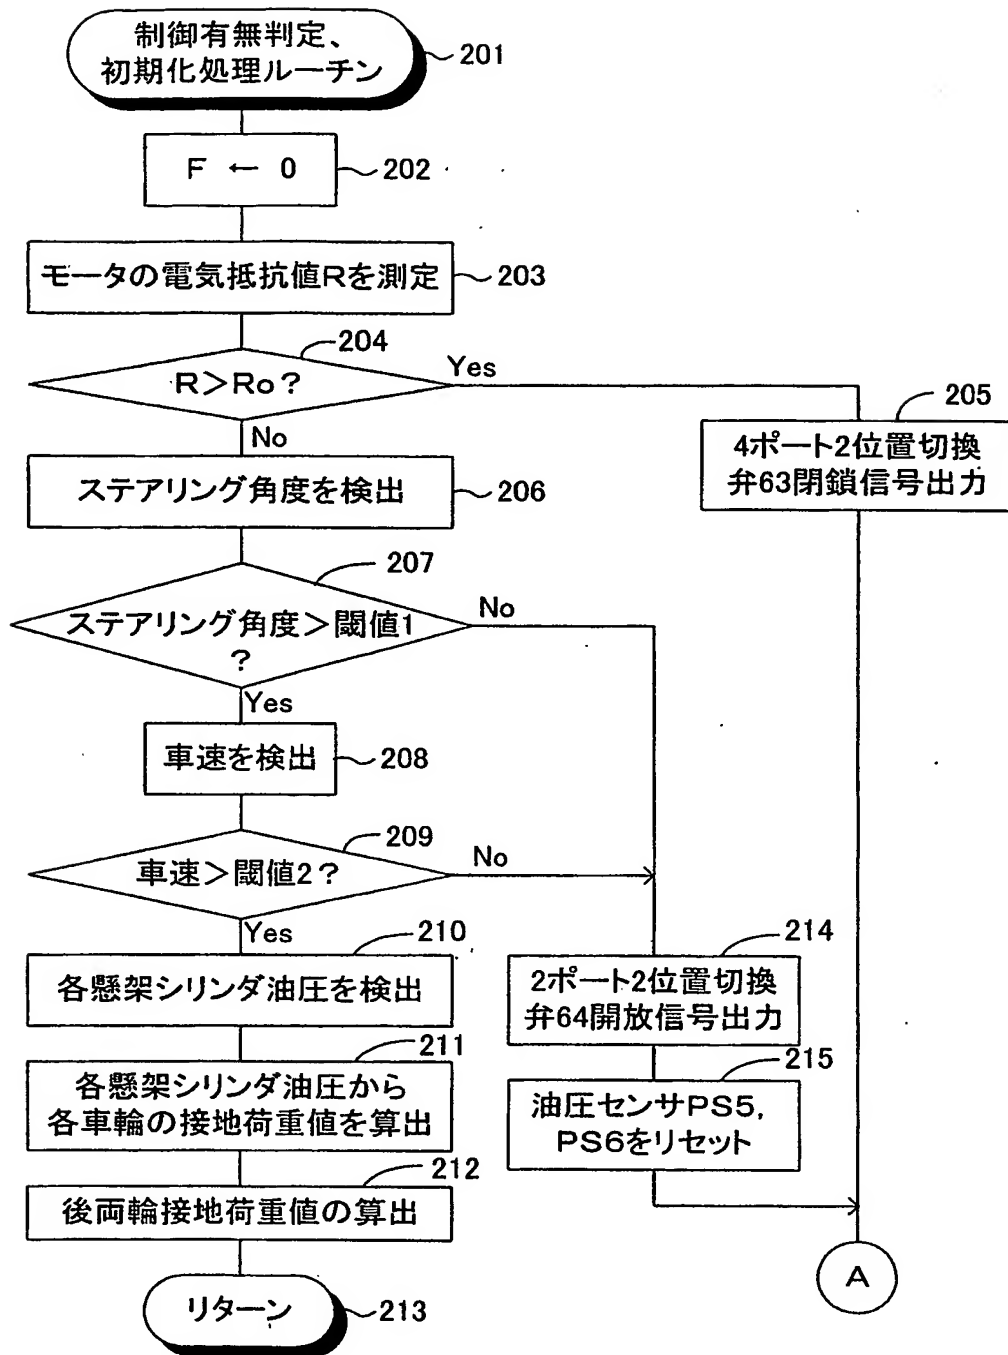 制御有無判定、
初期化処理ルーチン
201
F ← 0
202
モータの電気抵抗値Rを測定
203
204
R>Ro?
Yes
No
205
4ポート2位置切換
弁63閉鎖信号出力
ステアリング角度を検出
206
207
ステアリング角度>閾値1
?
No
Yes
車速を検出
208
209
車速>閾値2?
No
Yes
210
各懸架シリンダ油圧を検出
214
2ポート2位置切換
弁64開放信号出力
211
各懸架シリンダ油圧から
各車輪の接地荷重値を算出
215
油圧センサPS5,
PS6をリセット
212
後両輪接地荷重値の算出
A
リターン
213